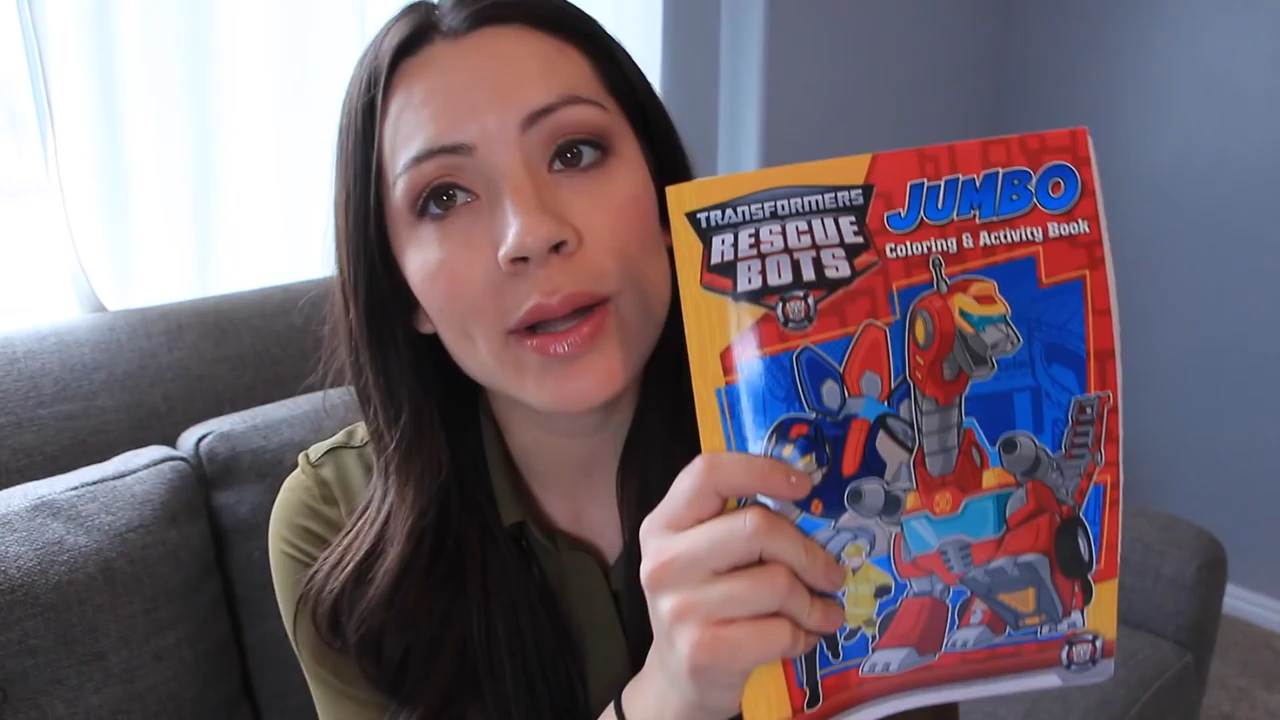 TRANSFORMERS
RESCUE
BOTS
JUMBO
Coloring & Activity Book